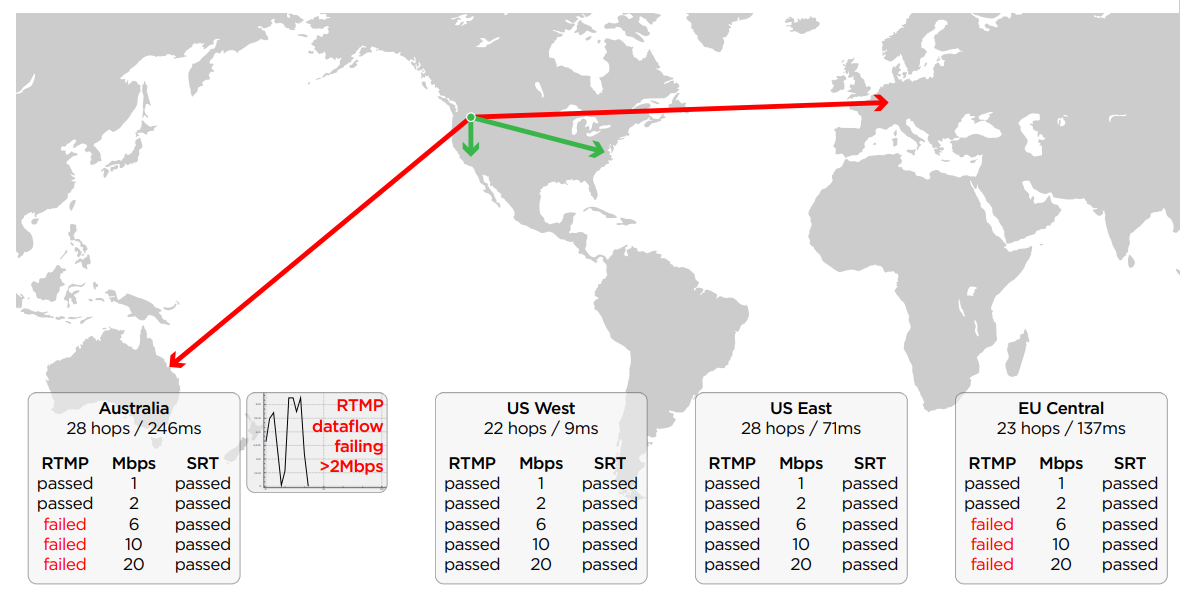 Australia
28 hops / 246ms
RTMP Mbps SRT
passed 1 passed
passed 2 passed
failed 6 passed
failed 10 passed
failed 20 passed
RTMP
dataflow
failing
>2Mbps
US West
22 hops / 9ms
RTMP Mbps SRT
passed 1 passed
passed 2 passed
passed 6 passed
passed 10 passed
passed 20 passed
US East
28 hops / 71ms
RTMP Mbps SRT
passed 1 passed
passed 2 passed
passed 6 passed
passed 10 passed
passed 20 passed
EU Central
23 hops / 137ms
RTMP Mbps SRT
passed 1 passed
passed 2 passed
failed 6 passed
failed 10 passed
failed 20 passed